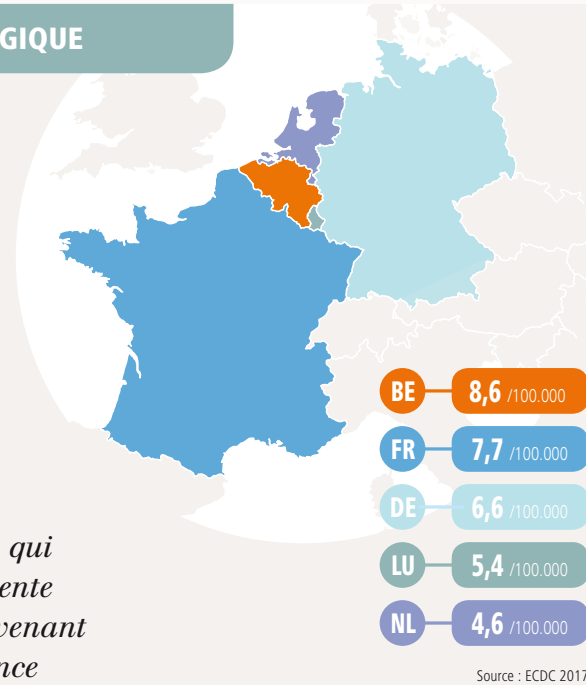 GIQUE
BE 8,6 /100.000
FR 7,7 /100.000
DE 6,6 /100.000
LU 5,4 /100.000
NL 4,6 /100.000
qui
ente
venant
nce
Source : ECDC 2017